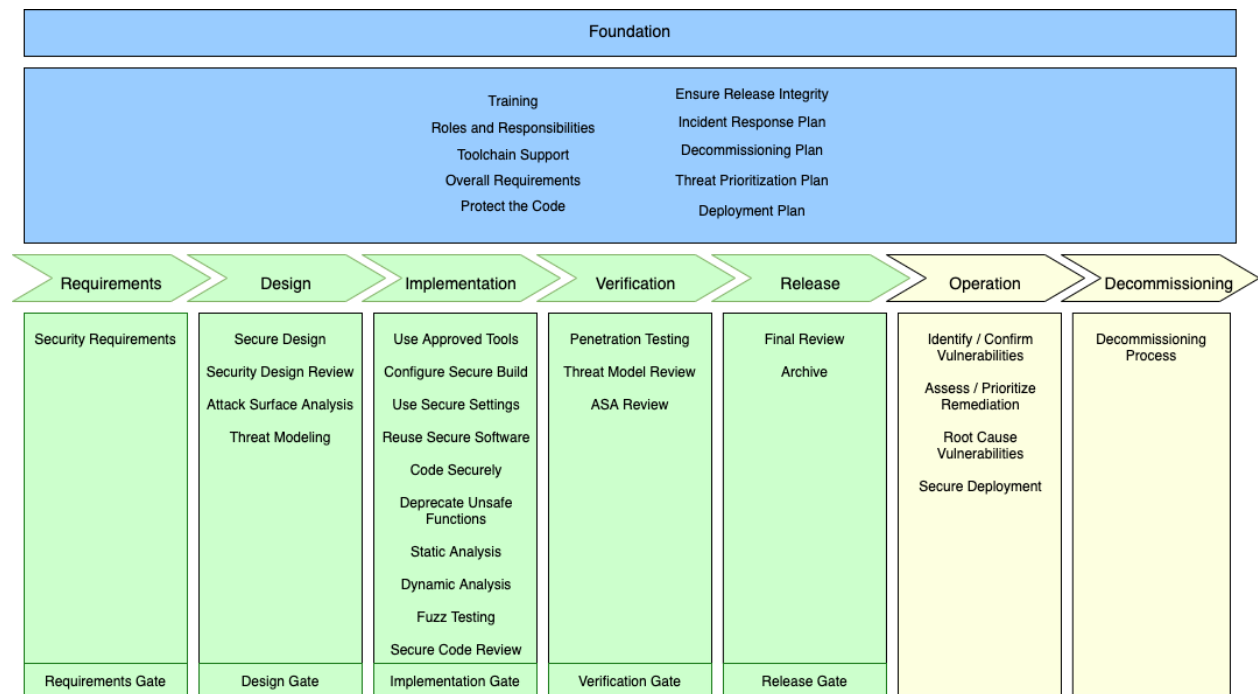 Foundation
Training
Roles and Responsibilities
Toolchain Support
Overall Requirements
Protect the Code
Ensure Release Integrity
Incident Response Plan
Decommissioning Plan
Threat Prioritization Plan
Deployment Plan
Requirements
Design
Implementation
Verification
Release
Operation
Decommissioning
Security Requirements
Requirements Gate
Secure Design
Security Design Review
Attack Surface Analysis
Threat Modeling
Design Gate
Use Approved Tools
Configure Secure Build
Use Secure Settings
Reuse Secure Software
Code Securely
Deprecate Unsafe
Functions
Static Analysis
Dynamic Analysis
Fuzz Testing
Secure Code Review
Implementation Gate
Penetration Testing
Threat Model Review
ASA Review
Verification Gate
Final Review
Archive
Release Gate
Identify / Confirm
Vulnerabilities
Assess / Prioritize
Remediation
Root Cause
Vulnerabilities
Secure Deployment
Decommissioning
Process